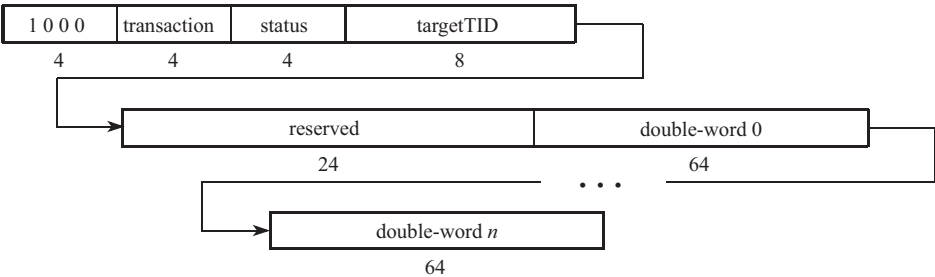 1 0 0 0 transaction status targetTID
4 4 4 8
reserved double-word 0
24 64
• • •
double-word n
64